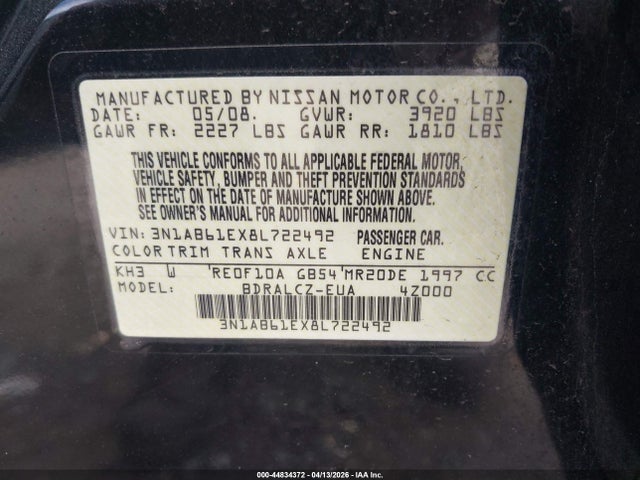 MANUFACTURED BY NISSAN MOTOR CO., LTD.
DATE: 05/08. GVWR: 3920 LBS
GAWR FR: 2227 LBS GAWR RR: 1810 LBS
THIS VEHICLE CONFORMS TO ALL APPLICABLE FEDERAL MOTOR
VEHICLE SAFETY, BUMPER AND THEFT PREVENTION STANDARDS
IN EFFECT ON THE DATE OF MANUFACTURE SHOWN ABOVE.
SEE OWNER'S MANUAL FOR ADDITIONAL INFORMATION.
VIN: 3N1AB61EX8L722492 PASSENGER CAR.
COLOR TRIM TRANS AXLE ENGINE
KH3 W 'RE0F10A GB54'MR20DE 1997 CC
MODEL: BDRALCZ-EUA 4Z000
3N1AB61EX8L722492
000-44834372 - 04/13/2026 - IAA Inc.